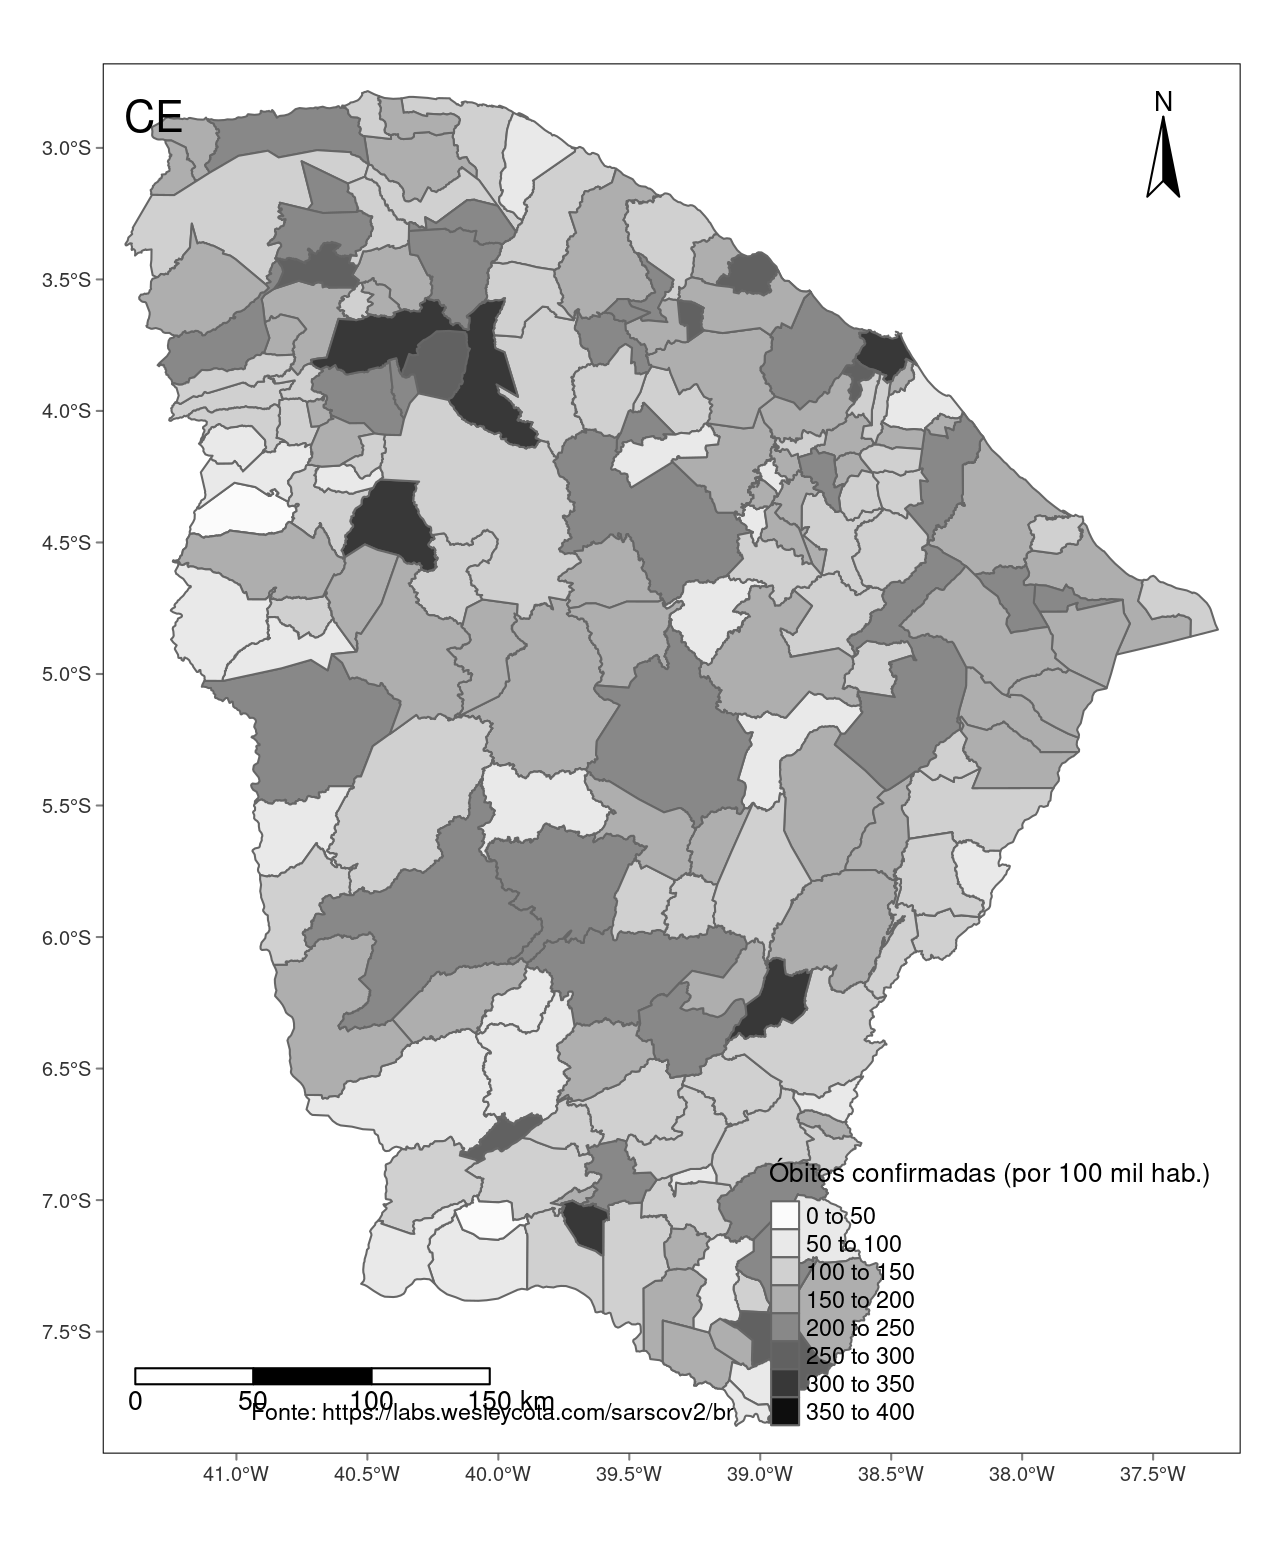 CE
N
3.0°S
3.5°S
4.0°S
4.5°S
5.0°S
5.5°S
6.0°S
6.5°S
7.0°S
7.5°S
Óbitos confirmadas (por 100 mil hab.)
0 to 50
50 to 100
100 to 150
150 to 200
200 to 250
250 to 300
300 to 350
350 to 400
0 50 100 150 km
Fonte: https://labs.wesleycota.com/sarscov2/br
41.0°W 40.5°W 40.0°W 39.5°W 39.0°W 38.5°W 38.0°W 37.5°W